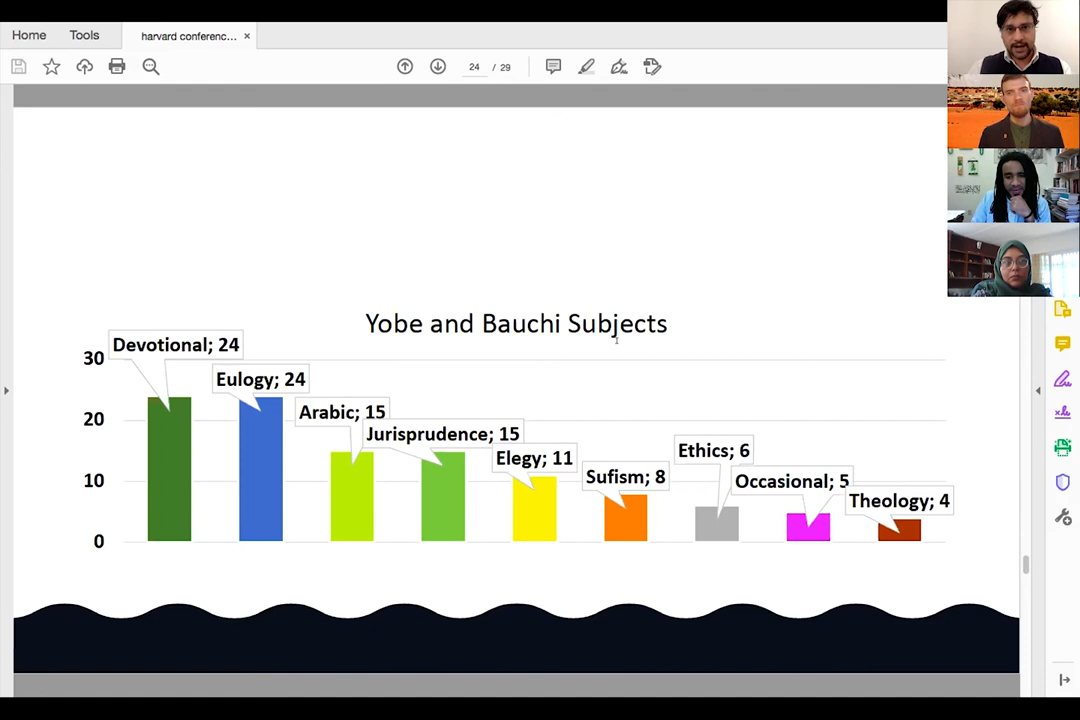 Home
Tools
harvard conferenc... ×
24 / 29
Yobe and Bauchi Subjects
30
20
10
0
Devotional; 24
Eulogy; 24
Arabic; 15
Jurisprudence; 15
Elegy; 11
Sufism; 8
Ethics; 6
Occasional; 5
Theology; 4